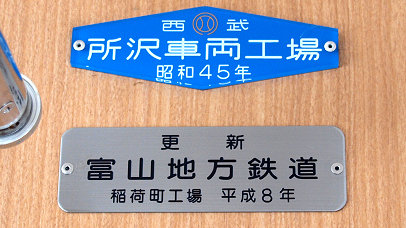 西 武
所沢車両工場
昭和45年
更 新
富山地方鉄道
稲荷町工場 平成8年